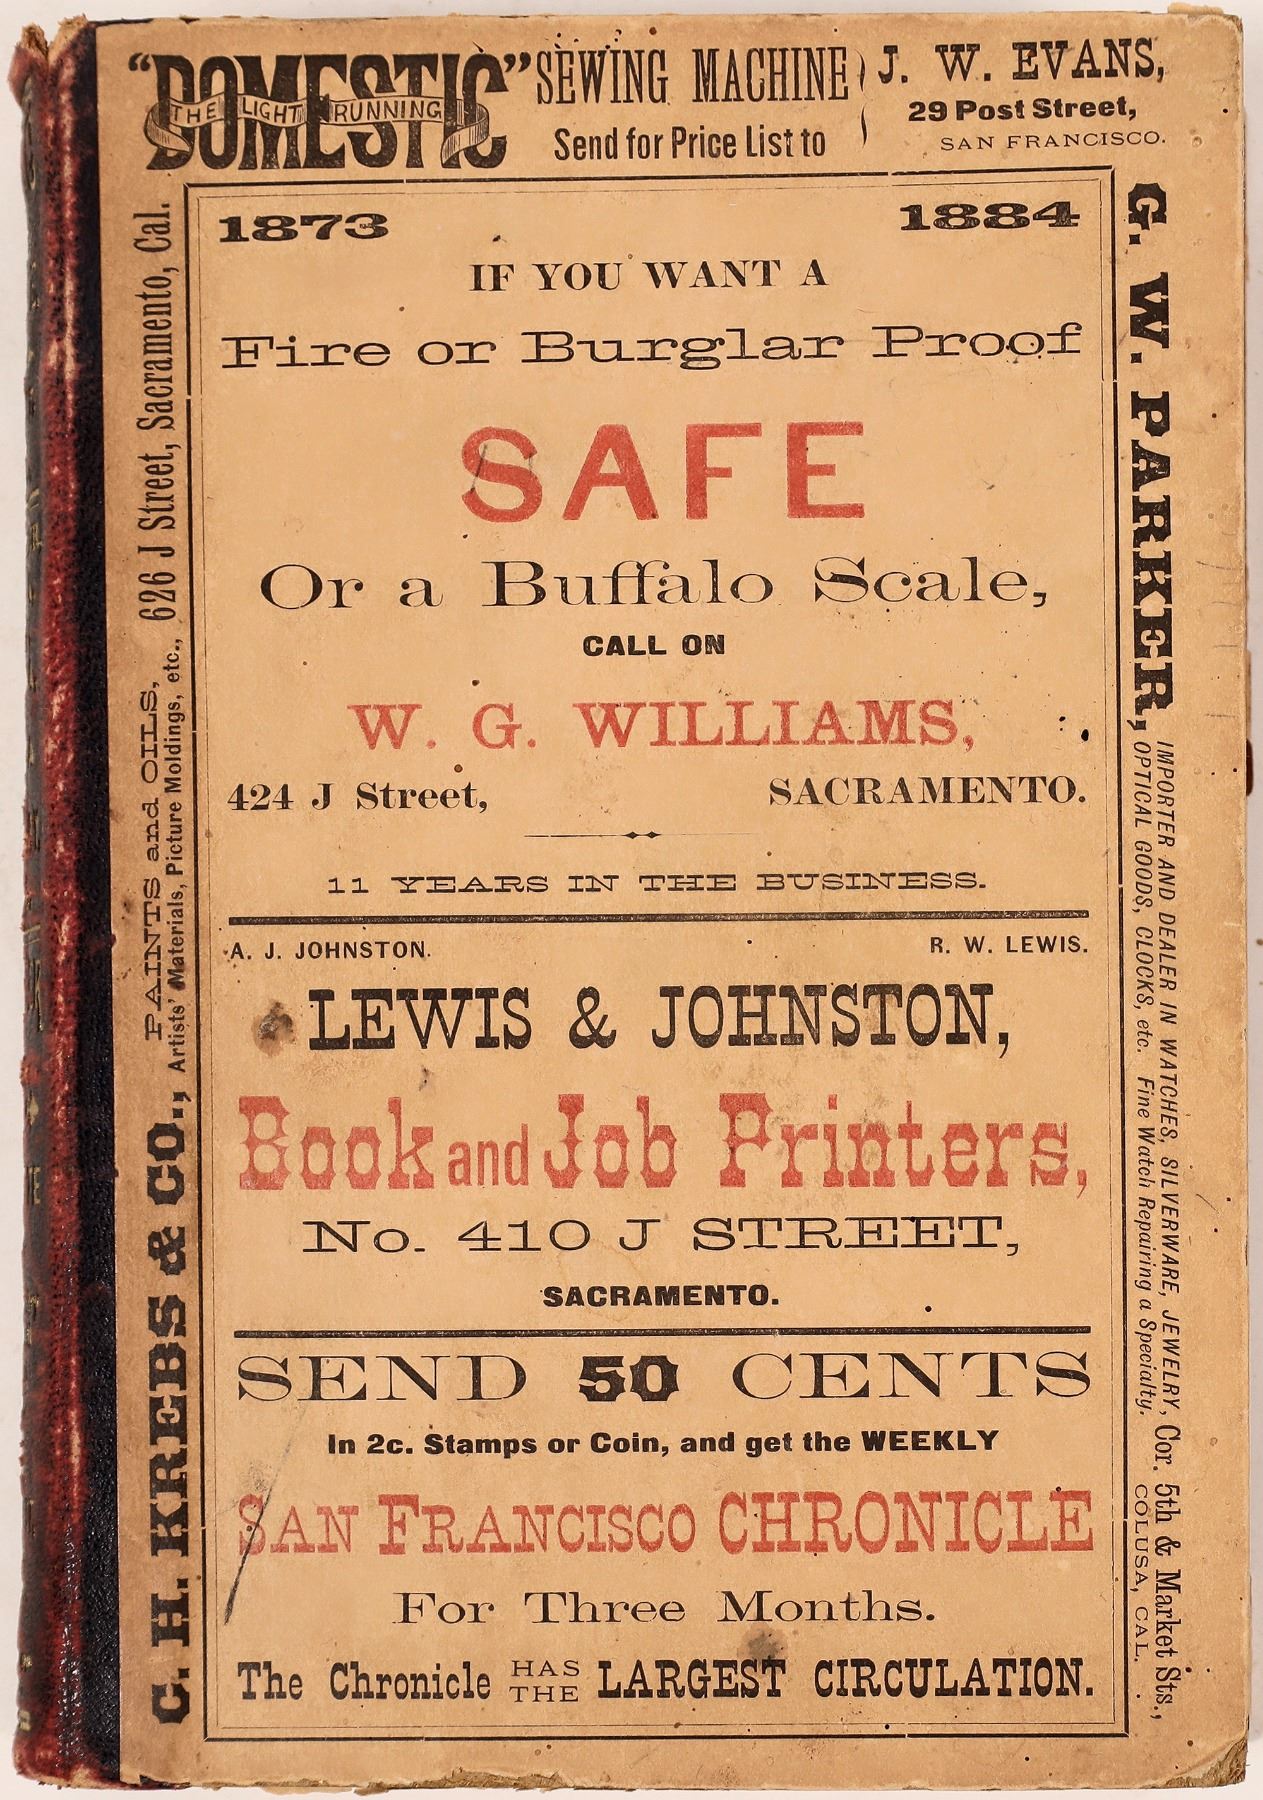 "DOMESTIC"
THE LIGHT RUNNING
SEWING MACHINE
Send for Price List to
J. W. EVANS,
29 Post Street,
SAN FRANCISCO.
C. H. KREBS & CO.,
PAINTS and OILS,
Artists' Materials, Picture Moldings, etc.,
626 J Street, Sacramento, Cal.
1873 1884
IF YOU WANT A
Fire or Burglar Proof
SAFE
Or a Buffalo Scale,
CALL ON
W. G. WILLIAMS,
424 J Street, SACRAMENTO.
11 YEARS IN THE BUSINESS.
A. J. JOHNSTON. R. W. LEWIS.
LEWIS & JOHNSTON,
Book and Job Printers,
No. 410 J STREET,
SACRAMENTO.
SEND 50 CENTS
In 2c. Stamps or Coin, and get the WEEKLY
SAN FRANCISCO CHRONICLE
For Three Months.
The Chronicle HAS THE LARGEST CIRCULATION.
G. W. PARKER,
IMPORTER AND DEALER IN WATCHES, SILVERWARE, JEWELRY,
OPTICAL GOODS, CLOCKS, etc. Fine Watch Repairing a Specialty.
Cor. 5th & Market Sts.,
COLUSA, CAL.